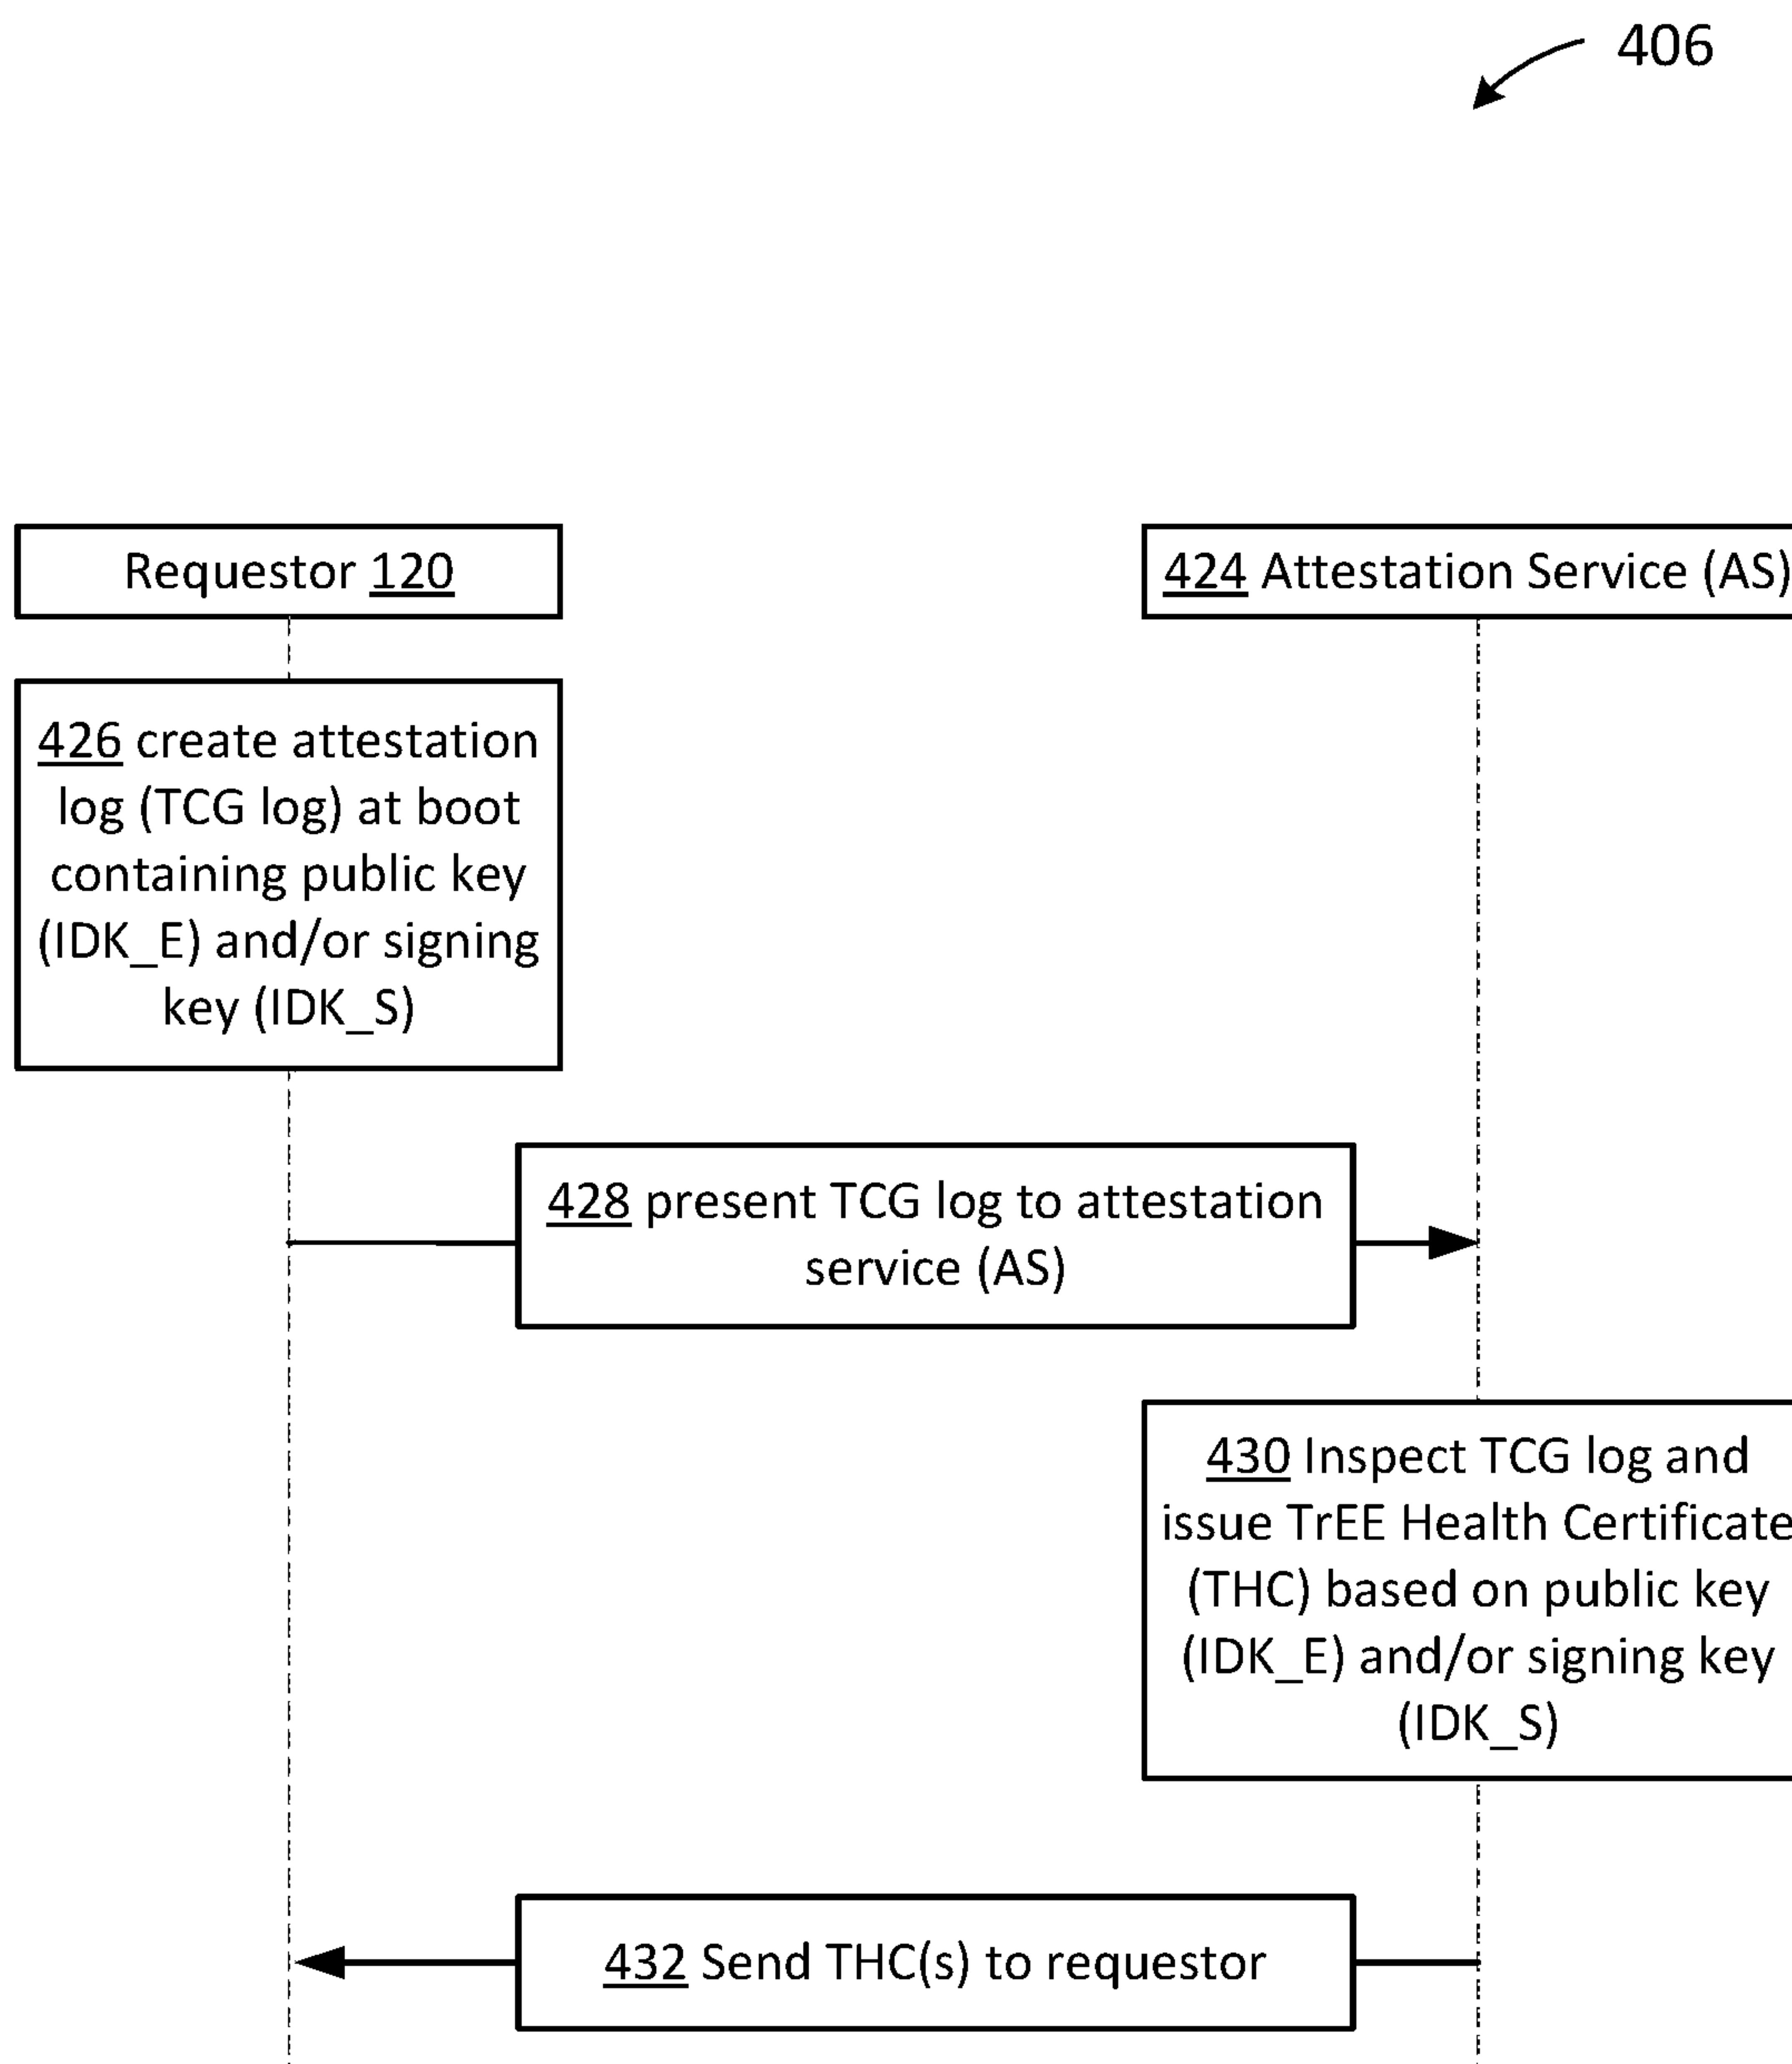 406
Requestor 120
424 Attestation Service (AS)
426 create attestation
log (TCG log) at boot
containing public key
(IDK_E) and/or signing
key (IDK_S)
428 present TCG log to attestation
service (AS)
430 Inspect TCG log and
issue TrEE Health Certificate
(THC) based on public key
(IDK_E) and/or signing key
(IDK_S)
432 Send THC(s) to requestor